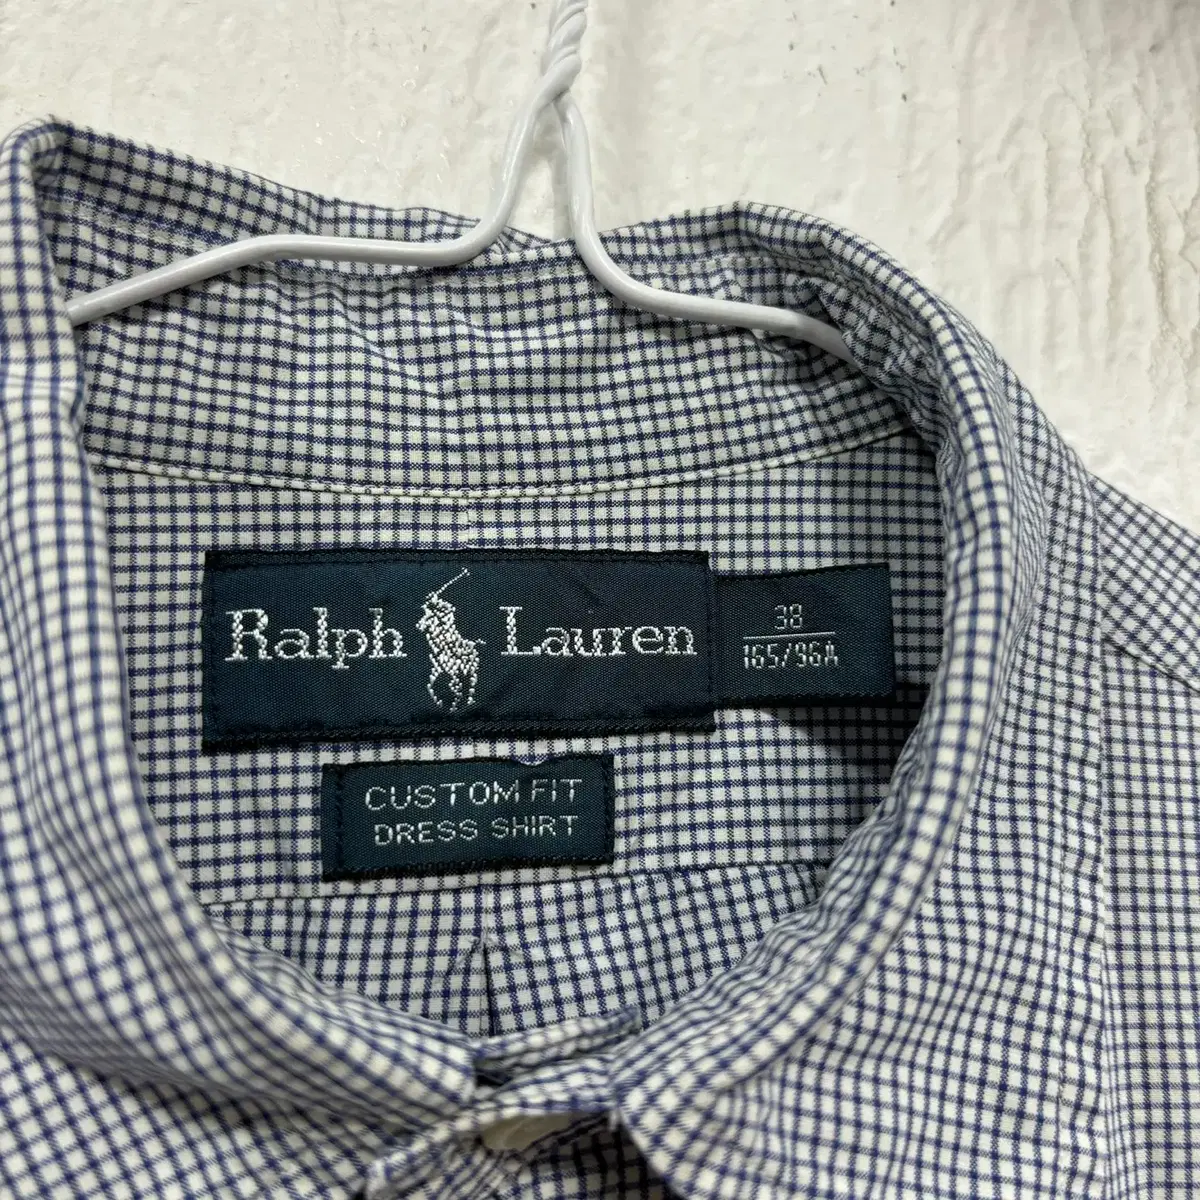 Ralph Lauren
38
165/96A
CUSTOM FIT
DRESS SHIRT